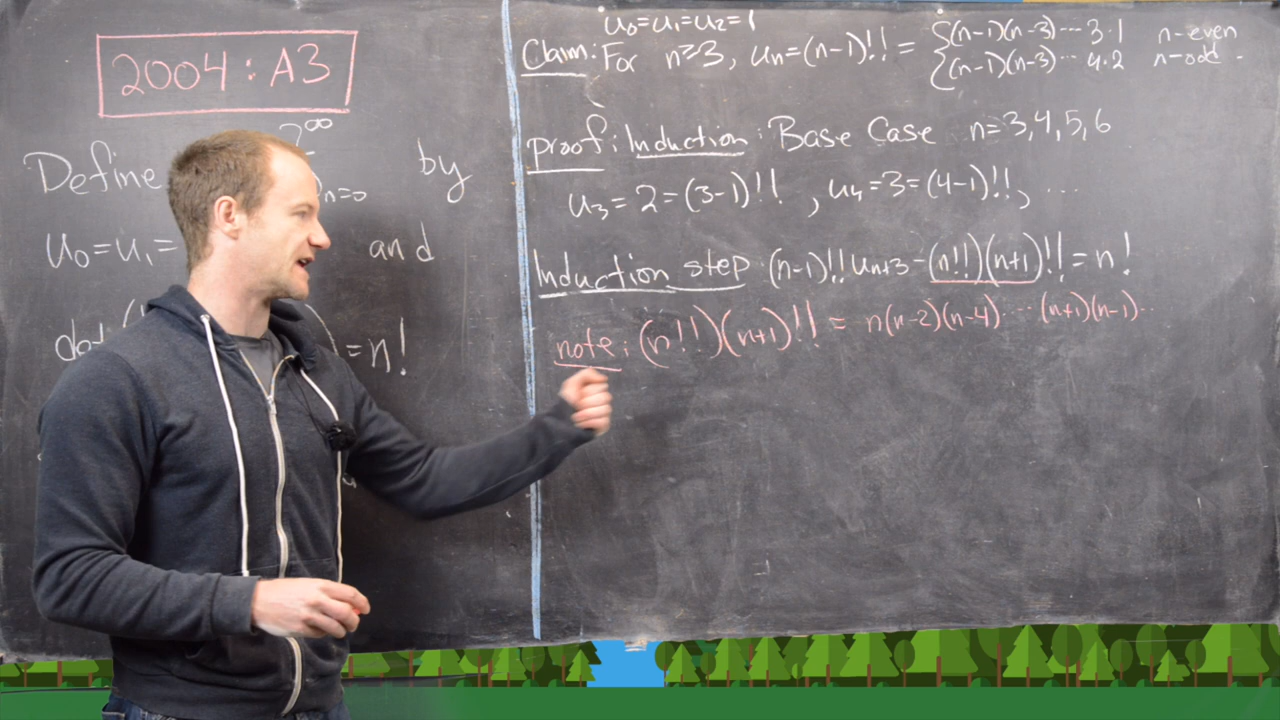 2004 : A3
Define ∞ n=0 by
u₀=u₁= and
det( )=n!
u₀=u₁=u₂=1
Claim: For n≥3, uₙ=(n-1)!! = { (n-1)(n-3)⋯3·1 n-even
(n-1)(n-3)⋯4·2 n-odd.
proof: Induction: Base Case n=3,4,5,6
u₃=2=(3-1)!!, u₄=3=(4-1)!!, ⋯
Induction step (n-1)!!uₙ₊₃-(n!!)(n+1)!!=n!
note: (n!!)(n+1)!! = n(n-2)(n-4)⋯(n+1)(n-1)⋯